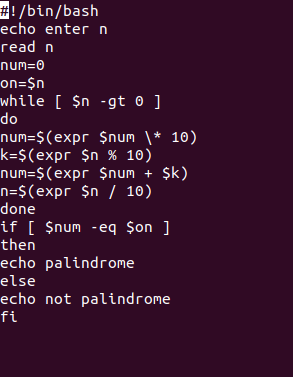 #!/bin/bash
echo enter n
read n
num=0
on=$n
while [ $n -gt 0 ]
do
num=$(expr $num \* 10)
k=$(expr $n % 10)
num=$(expr $num + $k)
n=$(expr $n / 10)
done
if [ $num -eq $on ]
then
echo palindrome
else
echo not palindrome
fi